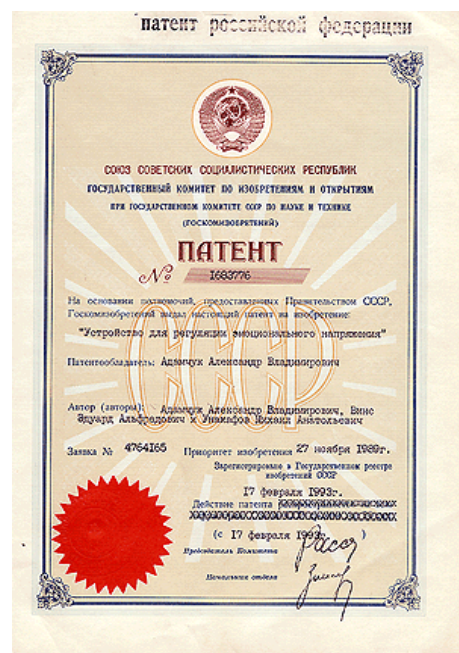 патент российской федерации
СОЮЗ СОВЕТСКИХ СОЦИАЛИСТИЧЕСКИХ РЕСПУБЛИК
ГОСУДАРСТВЕННЫЙ КОМИТЕТ ПО ИЗОБРЕТЕНИЯМ И ОТКРЫТИЯМ
ПРИ ГОСУДАРСТВЕННОМ КОМИТЕТЕ СССР ПО НАУКЕ И ТЕХНИКЕ
(ГОСКОМИЗОБРЕТЕНИЙ)
ПАТЕНТ
№ 1683776
СССР
На основании полномочий, предоставленных Правительством СССР,
Госкомизобретений выдал настоящий патент на изобретение:
"Устройство для регуляции эмоционального напряжения"
Патентообладатель: Адамчук Александр Владимирович
Автор (авторы): Адамчук Александр Владимирович, Винс
Эдуард Альфредович и Михаил Анатольевич
Заявка № 4764165 Приоритет изобретения 27 ноября 1989г.
Зарегистрировано в Государственном реестре
изобретений СССР
17 февраля 1993г.
Действие патента
(с 17 февраля 1993г. )
Председатель Комитета
Начальник отдела